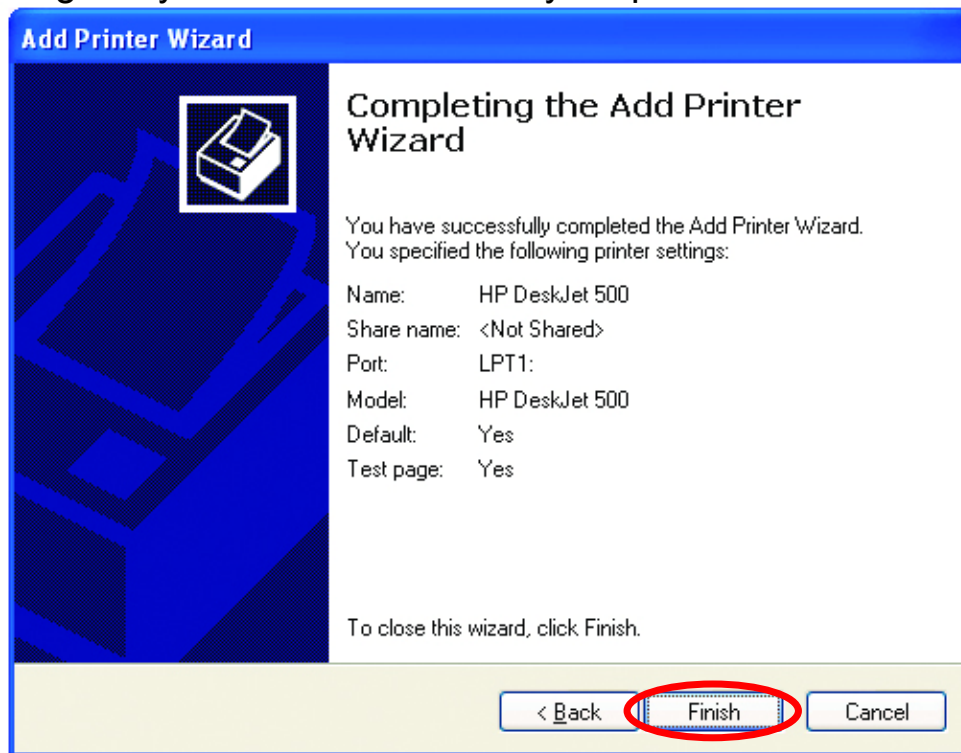 Add Printer Wizard
Completing the Add Printer
Wizard
You have successfully completed the Add Printer Wizard.
You specified the following printer settings:
Name: HP DeskJet 500
Share name: <Not Shared>
Port: LPT1:
Model: HP DeskJet 500
Default: Yes
Test page: Yes
To close this wizard, click Finish.
< Back Finish Cancel